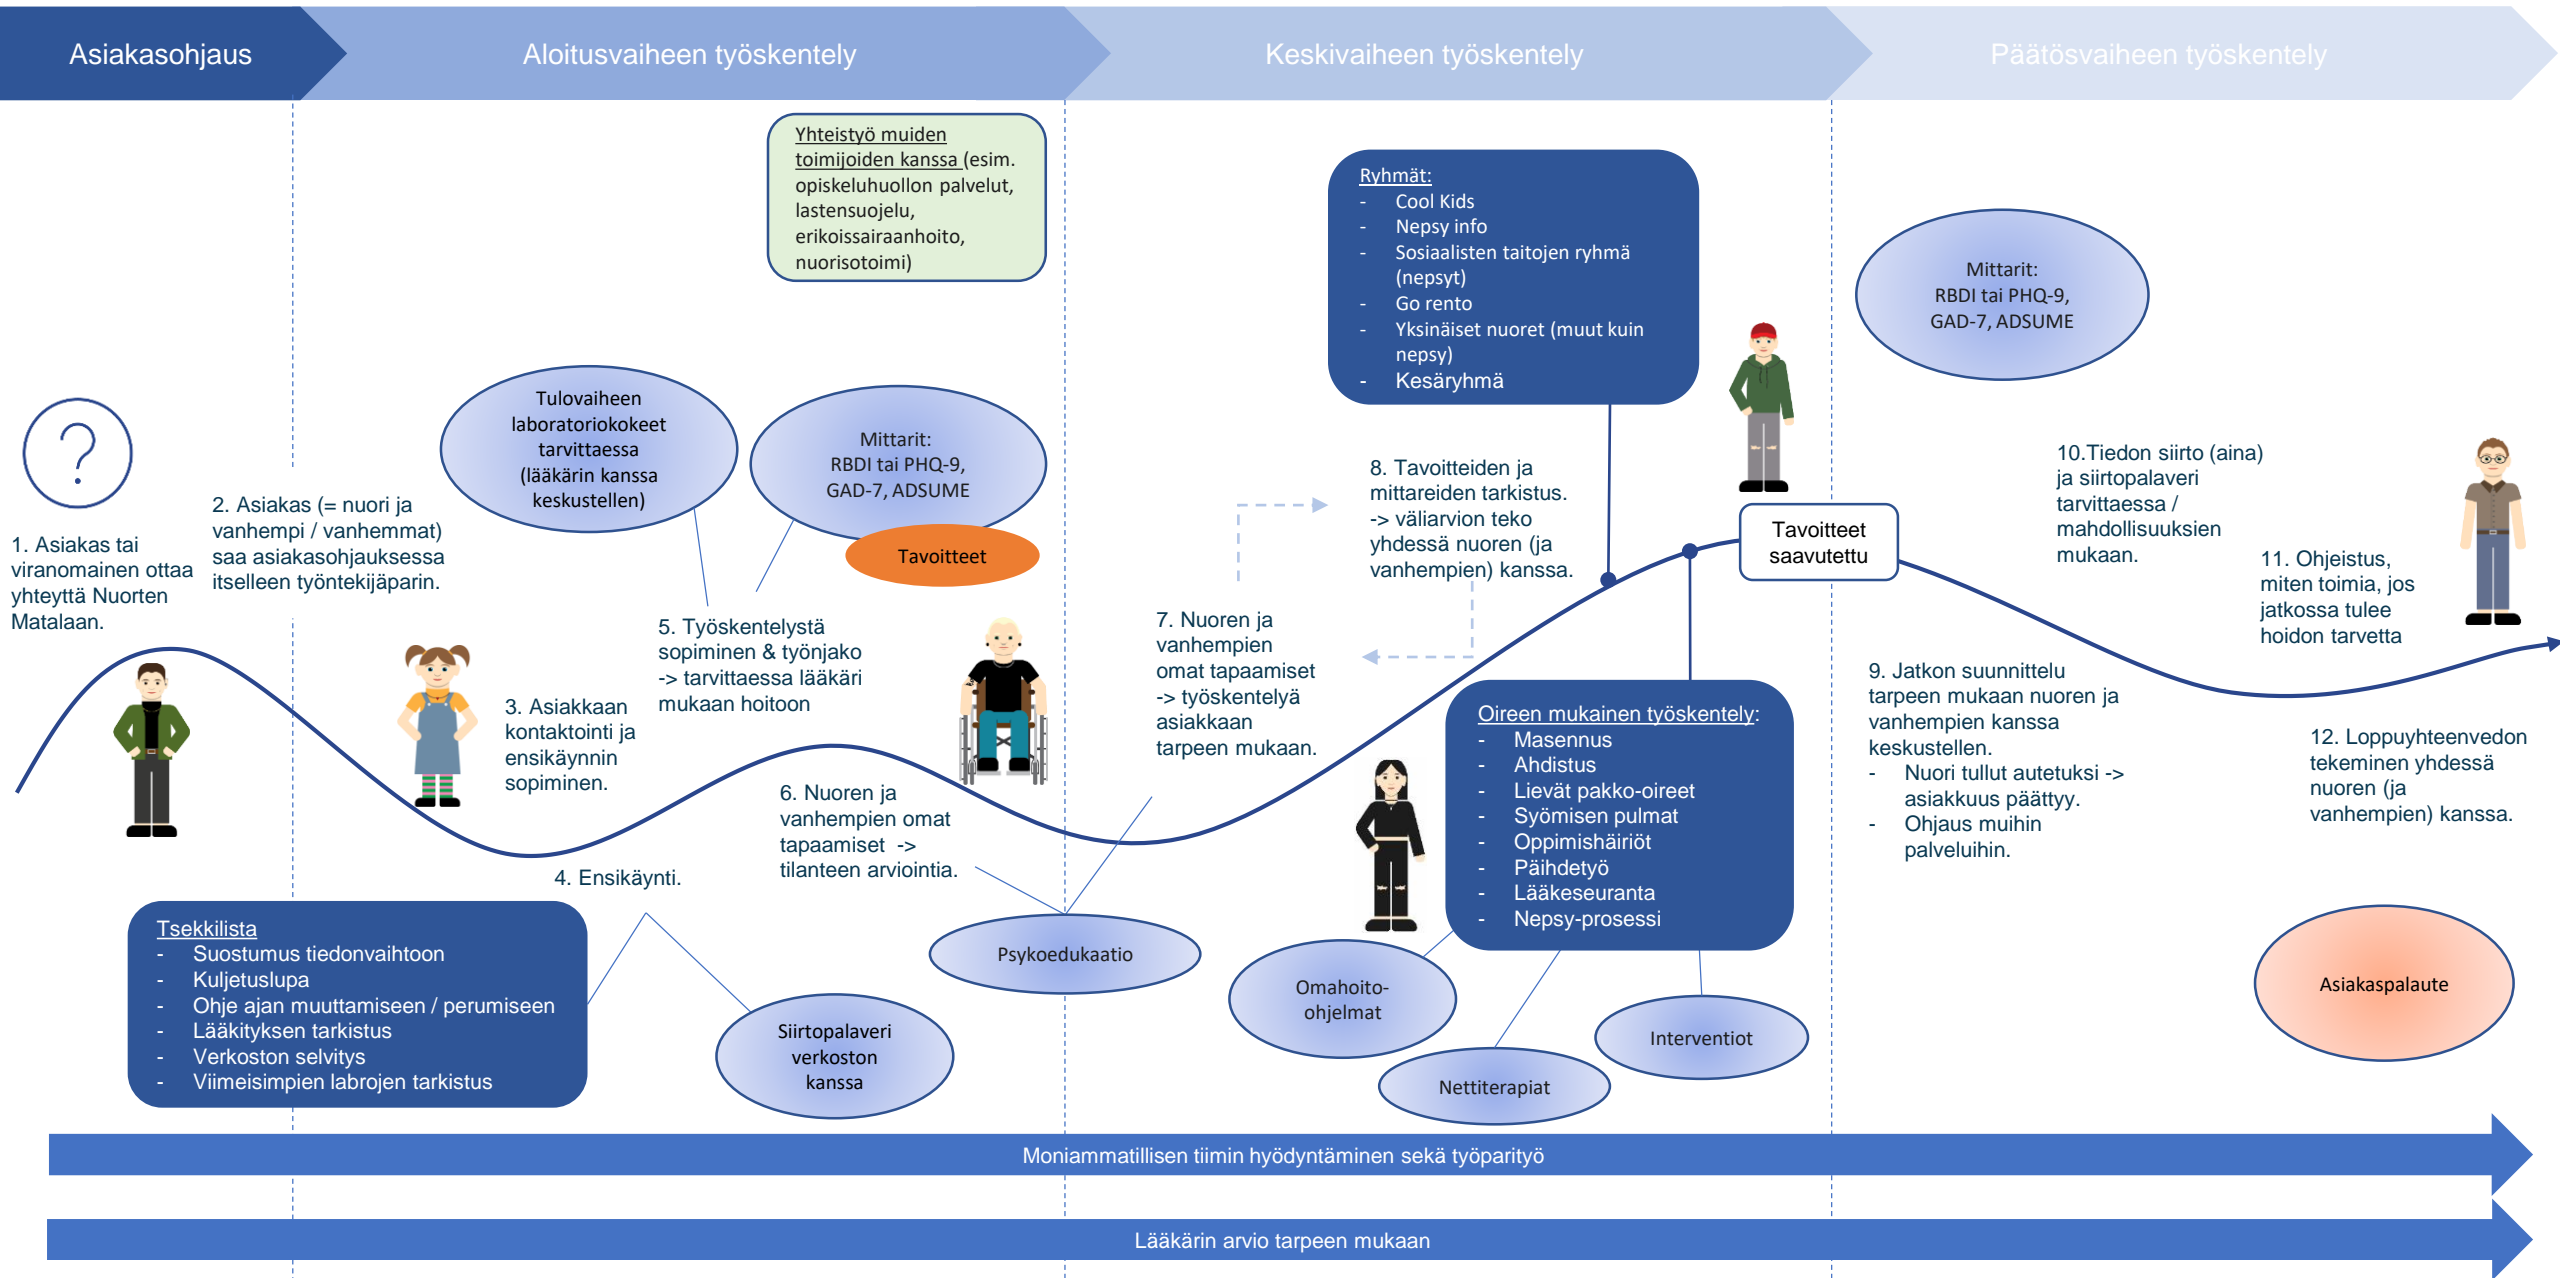 Asiakasohjaus
Aloitusvaiheen työskentely
Keskivaiheen työskentely
Päätösvaiheen työskentely
?
1. Asiakas tai
viranomainen ottaa
yhteyttä Nuorten
Matalaan.
2. Asiakas (= nuori ja
vanhempi / vanhemmat)
saa asiakasohjauksessa
itselleen työntekijäparin.
Yhteistyö muiden
toimijoiden kanssa (esim.
opiskeluhuollon palvelut,
lastensuojelu,
erikoissairaanhoito,
nuorisotoimi)
Tulovaiheen
laboratoriokokeet
tarvittaessa
(lääkärin kanssa
keskustellen)
Mittarit:
RBDI tai PHQ-9,
GAD-7, ADSUME
Tavoitteet
3. Asiakkaan
kontaktointi ja
ensikäynnin
sopiminen.
4. Ensikäynti.
5. Työskentelystä
sopiminen & työnjako
-> tarvittaessa lääkäri
mukaan hoitoon
6. Nuoren ja
vanhempien omat
tapaamiset ->
tilanteen arviointia.
Tsekkilista
- Suostumus tiedonvaihtoon
- Kuljetuslupa
- Ohje ajan muuttamiseen / perumiseen
- Lääkityksen tarkistus
- Verkoston selvitys
- Viimeisimpien labrojen tarkistus
Siirtopalaveri
verkoston
kanssa
Psykoedukaatio
7. Nuoren ja
vanhempien
omat tapaamiset
-> työskentelyä
asiakkaan
tarpeen mukaan.
Ryhmät:
- Cool Kids
- Nepsy info
- Sosiaalisten taitojen ryhmä
(nepsyt)
- Go rento
- Yksinäiset nuoret (muut kuin
nepsy)
- Kesäryhmä
8. Tavoitteiden ja
mittareiden tarkistus.
-> väliarvion teko
yhdessä nuoren (ja
vanhempien) kanssa.
Tavoitteet
saavutettu
Oireen mukainen työskentely:
- Masennus
- Ahdistus
- Lievät pakko-oireet
- Syömisen pulmat
- Oppimishäiriöt
- Päihdetyö
- Lääkeseuranta
- Nepsy-prosessi
Omahoito-
ohjelmat
Nettiterapiat
Interventiot
Mittarit:
RBDI tai PHQ-9,
GAD-7, ADSUME
9. Jatkon suunnittelu
tarpeen mukaan nuoren ja
vanhempien kanssa
keskustellen.
- Nuori tullut autetuksi ->
asiakkuus päättyy.
- Ohjaus muihin
palveluihin.
10.Tiedon siirto (aina)
ja siirtopalaveri
tarvittaessa /
mahdollisuuksien
mukaan.
11. Ohjeistus,
miten toimia, jos
jatkossa tulee
hoidon tarvetta
12. Loppuyhteenvedon
tekeminen yhdessä
nuoren (ja
vanhempien) kanssa.
Asiakaspalaute
Moniammatillisen tiimin hyödyntäminen sekä työparityö
Lääkärin arvio tarpeen mukaan